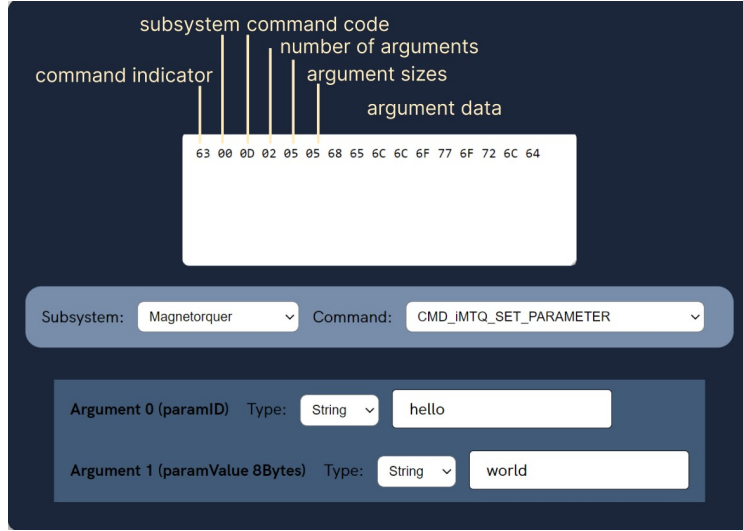 subsystem command code
number of arguments
command indicator
argument sizes
argument data
63 00 0D 02 05 05 68 65 6C 6C 6F 77 6F 72 6C 64
Subsystem: Magnetorquer Command: CMD_iMTQ_SET_PARAMETER
Argument 0 (paramID) Type: String hello
Argument 1 (paramValue 8Bytes) Type: String world